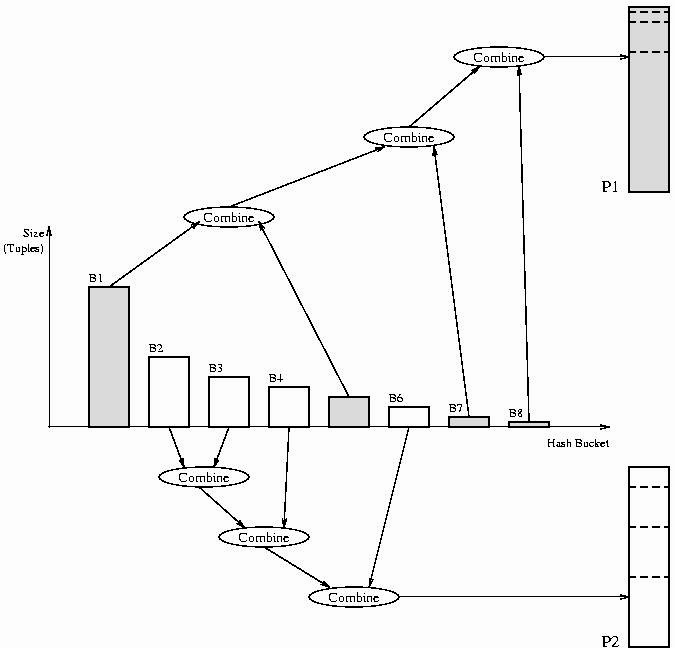 Combine
Combine
P1
Combine
Size
(Tuples)
B1
B2
B3
B4
B6
B7
B8
Hash Bucket
Combine
Combine
Combine
P2